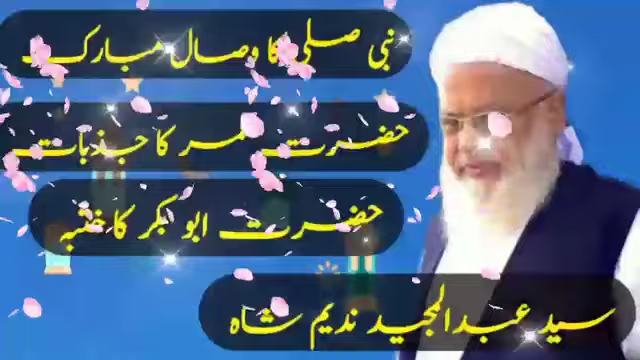 نبی صلی کا وصال مبارک
حضرت عمر کا جذبات
حضرت ابو بکر کا خطبہ
سید عبدالمجید ندیم شاہ